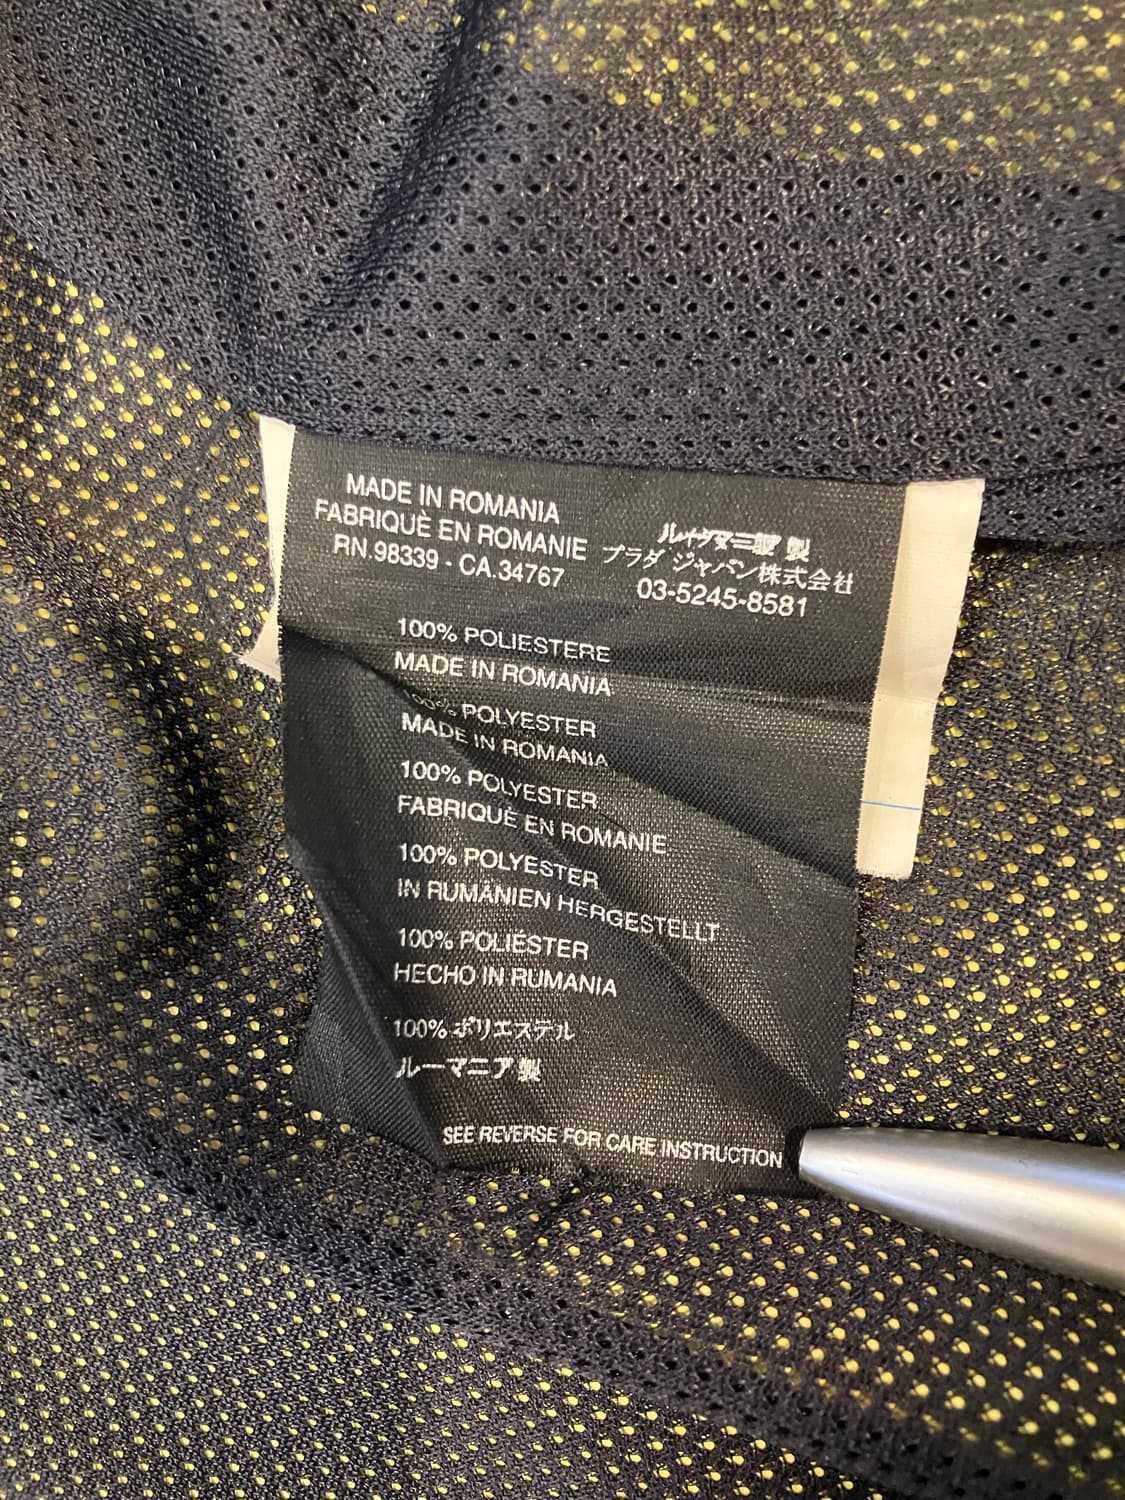 MADE IN ROMANIA
FABRIQUÈ EN ROMANIE
RN.98339 - CA.34767
製
プラダ ジャパン株式会社
03-5245-8581
100% POLIESTERE
MADE IN ROMANIA
100% POLYESTER
MADE IN ROMANIA
100% POLYESTER
FABRIQUÈ EN ROMANIE
100% POLYESTER
IN RUMÄNIEN HERGESTELLT
100% POLIÉSTER
HECHO IN RUMANIA
100% ポリエステル
ルーマニア製
SEE REVERSE FOR CARE INSTRUCTION